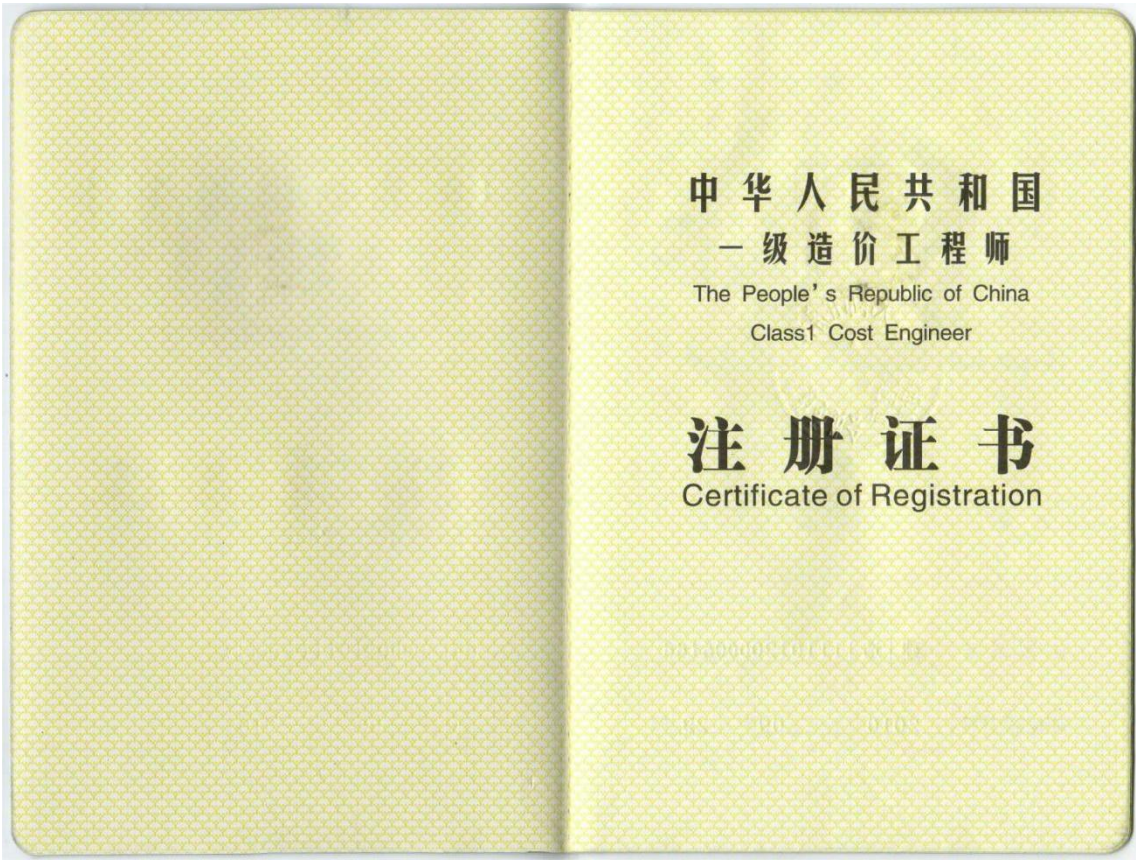 中华人民共和国
一级造价工程师
The People's Republic of China
Class1 Cost Engineer
注册证书
Certificate of Registration